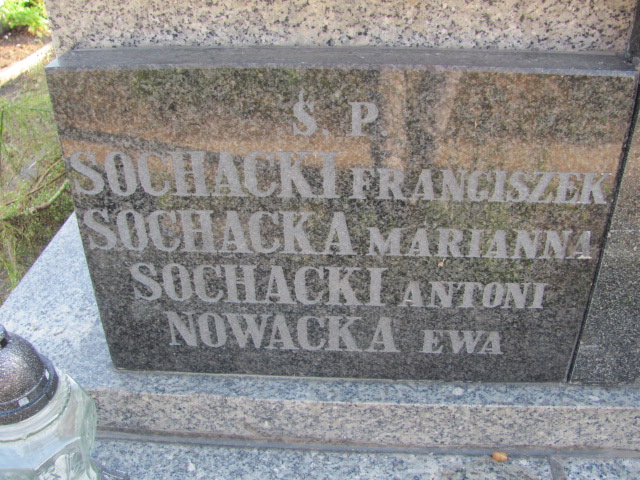 Ś. P.
SOCHACKI FRANCISZEK
SOCHACKA MARIANNA
SOCHACKI ANTONI
NOWACKA EWA